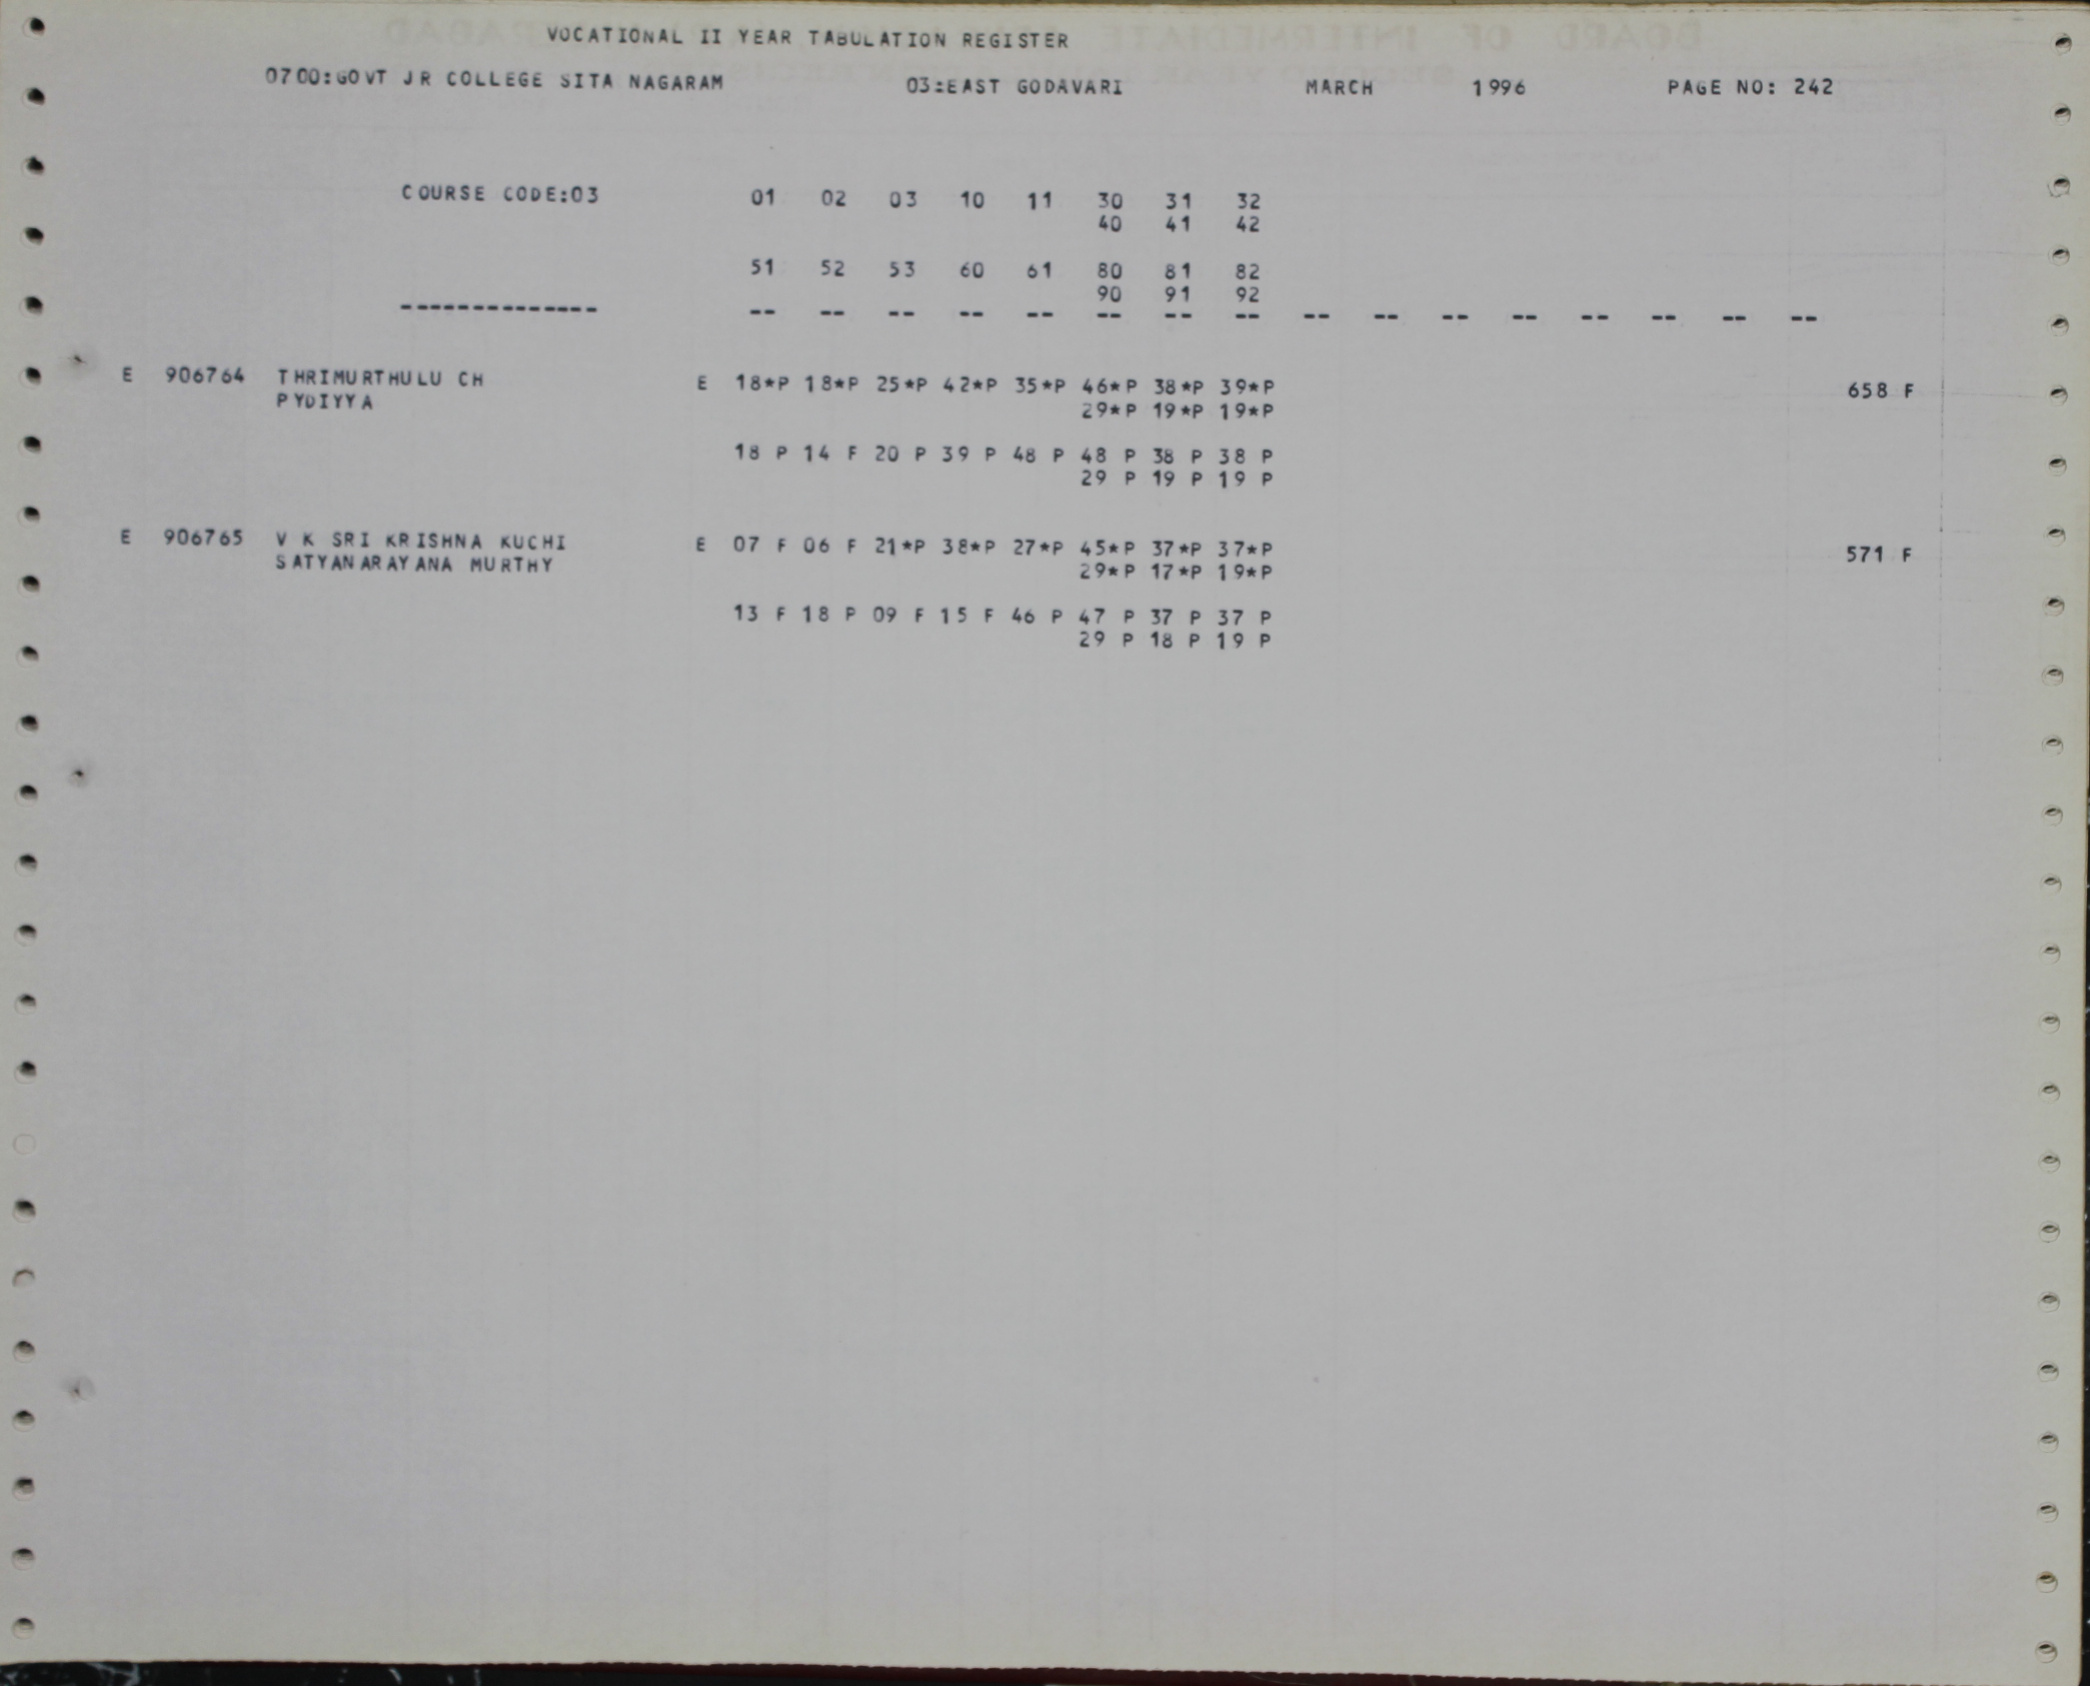 VOCATIONAL II YEAR TABULATION REGISTER
0700:GOVT JR COLLEGE SITA NAGARAM 03:EAST GODAVARI MARCH 1996 PAGE NO: 242
COURSE CODE:03 01 02 03 10 11 30 31 32
40 41 42
51 52 53 60 61 80 81 82
90 91 92
-------------- -- -- -- -- -- -- -- -- -- -- -- -- -- -- -- --
E 906764 THRIMURTHULU CH E 18*P 18*P 25*P 42*P 35*P 46*P 38*P 39*P 658 F
PYDIYYA 29*P 19*P 19*P
18 P 14 F 20 P 39 P 48 P 48 P 38 P 38 P
29 P 19 P 19 P
E 906765 V K SRI KRISHNA KUCHI E 07 F 06 F 21*P 38*P 27*P 45*P 37*P 37*P 571 F
SATYANARAYANA MURTHY 29*P 17*P 19*P
13 F 18 P 09 F 15 F 46 P 47 P 37 P 37 P
29 P 18 P 19 P